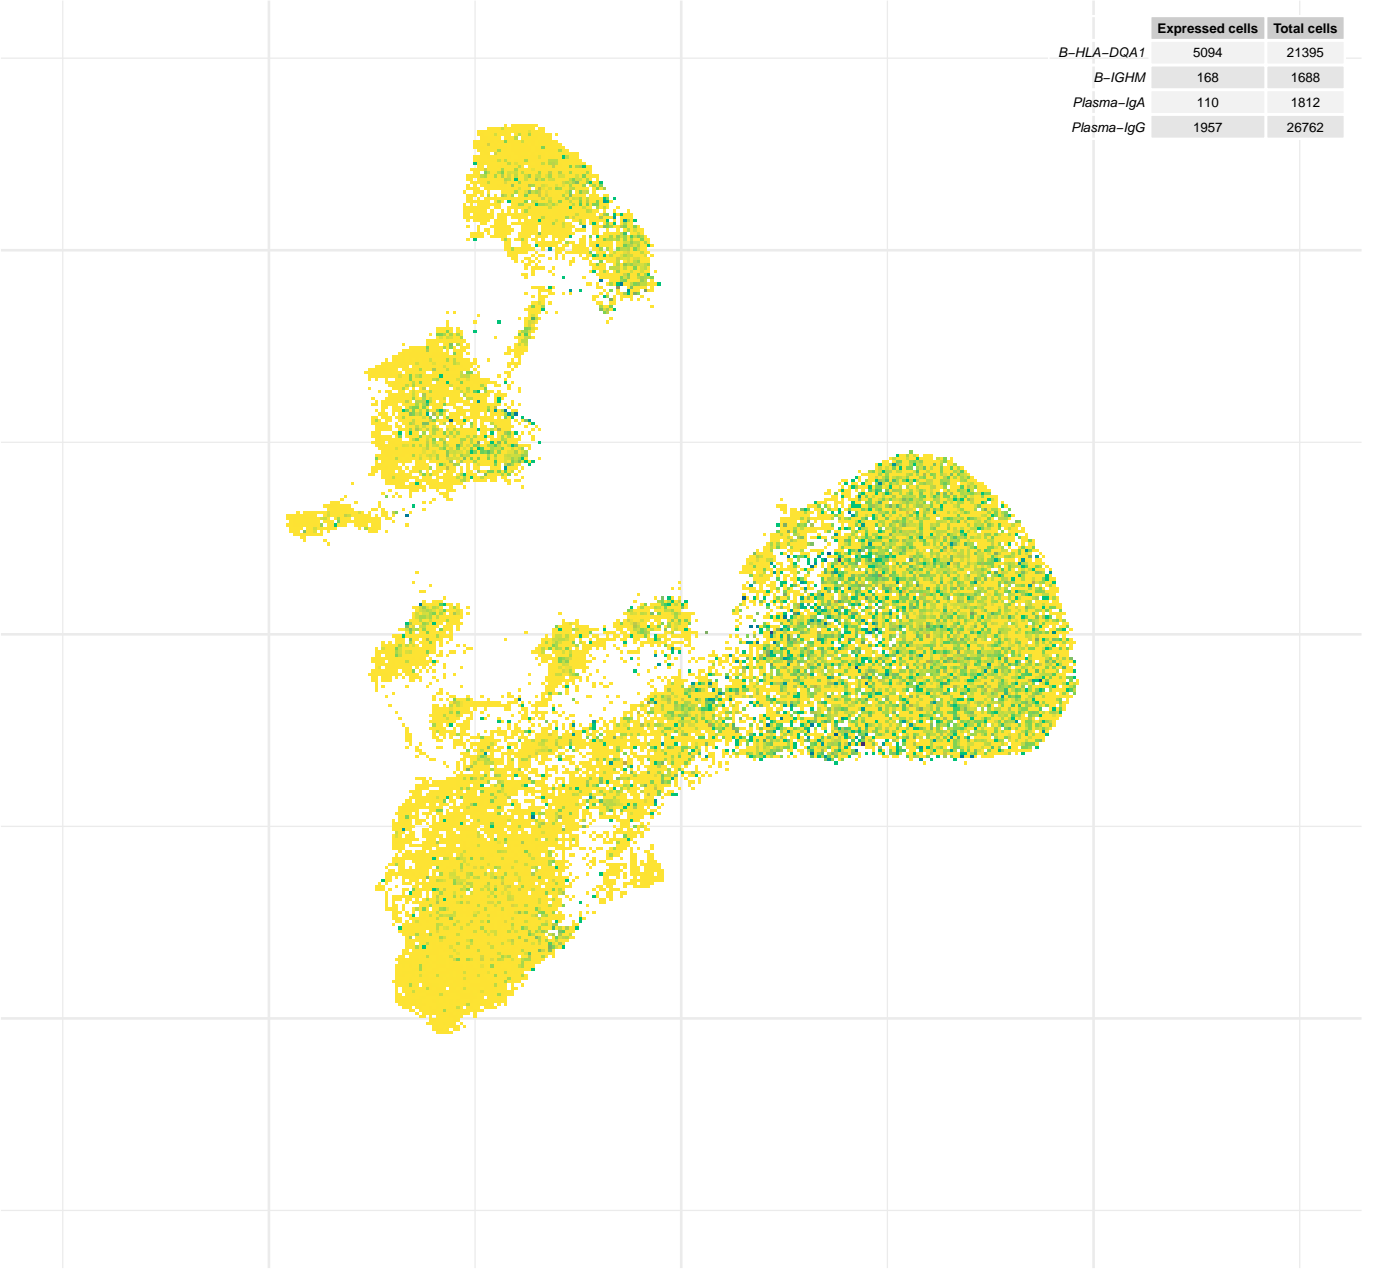 Expressed cells Total cells
B−HLA−DQA1 5094 21395
B−IGHM 168 1688
Plasma−IgA 110 1812
Plasma−IgG 1957 26762